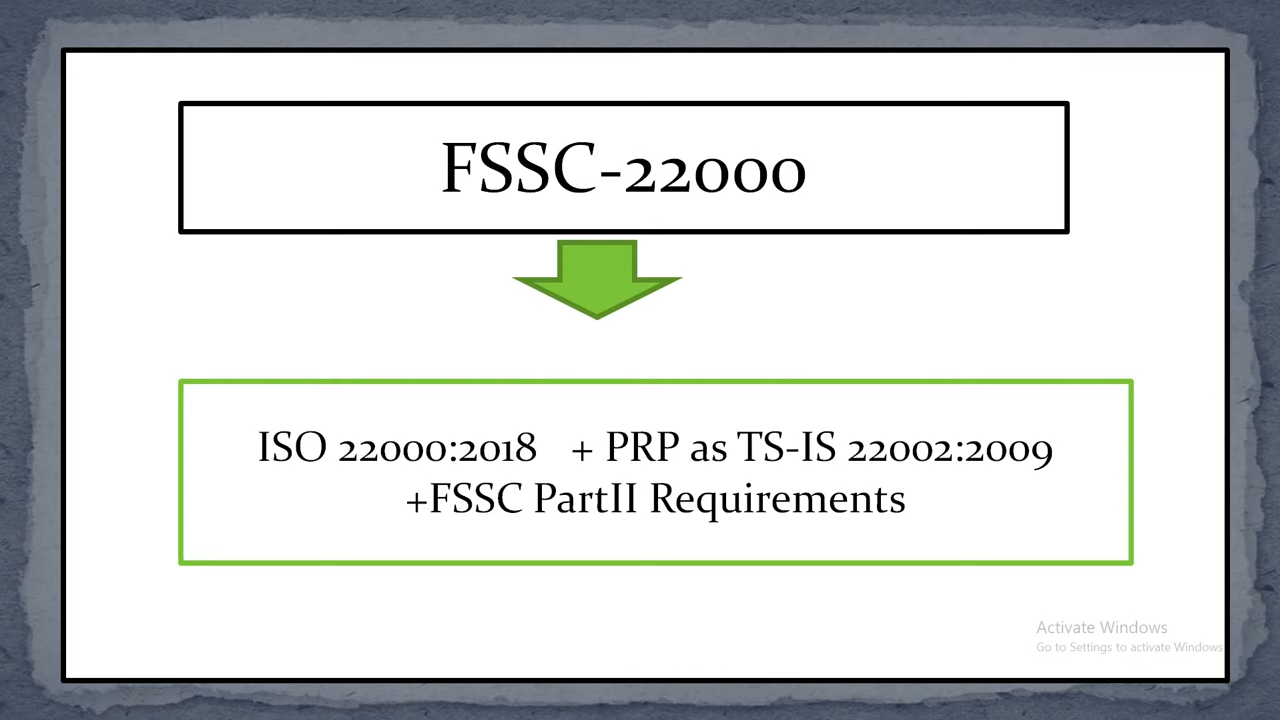 FSSC-22000
ISO 22000:2018 + PRP as TS-IS 22002:2009
+FSSC PartII Requirements
Activate Windows
Go to Settings to activate Windows